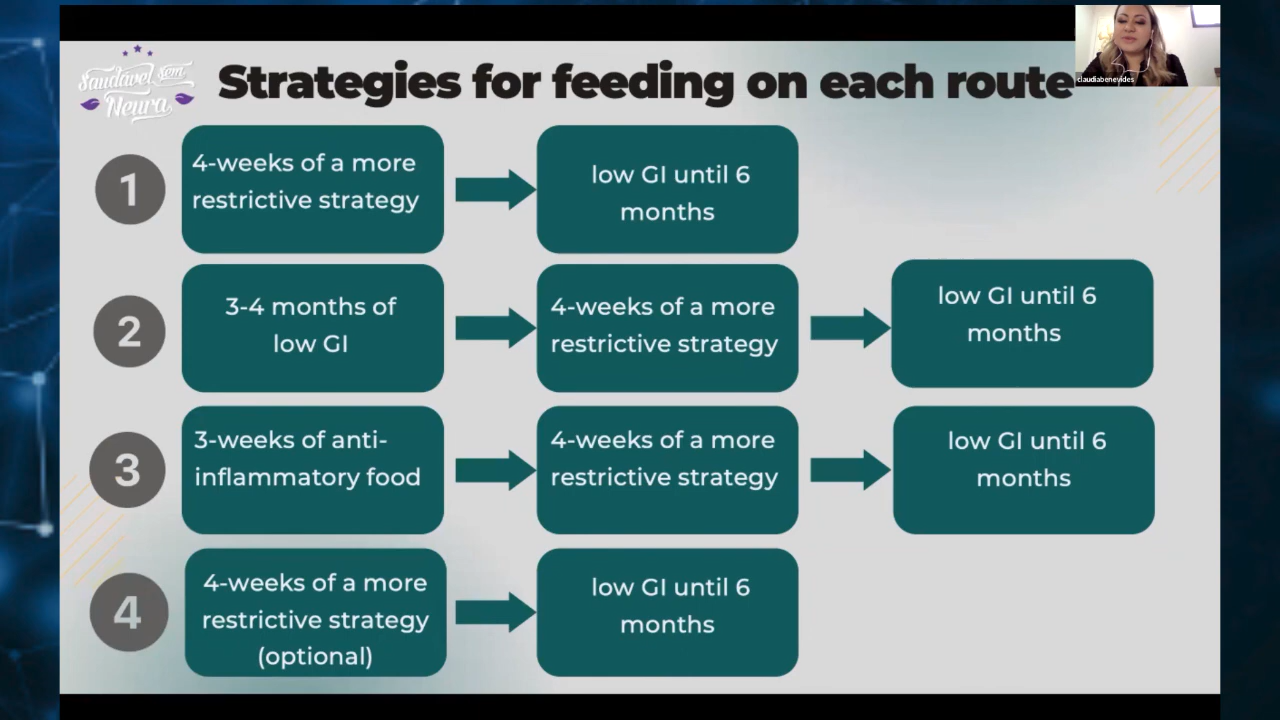 Saudável sem
Neura
Strategies for feeding on each route
claudiabenevides
1
4-weeks of a more
restrictive strategy
low GI until 6
months
2
3-4 months of
low GI
4-weeks of a more
restrictive strategy
low GI until 6
months
3
3-weeks of anti-
inflammatory food
4-weeks of a more
restrictive strategy
low GI until 6
months
4
4-weeks of a more
restrictive strategy
(optional)
low GI until 6
months